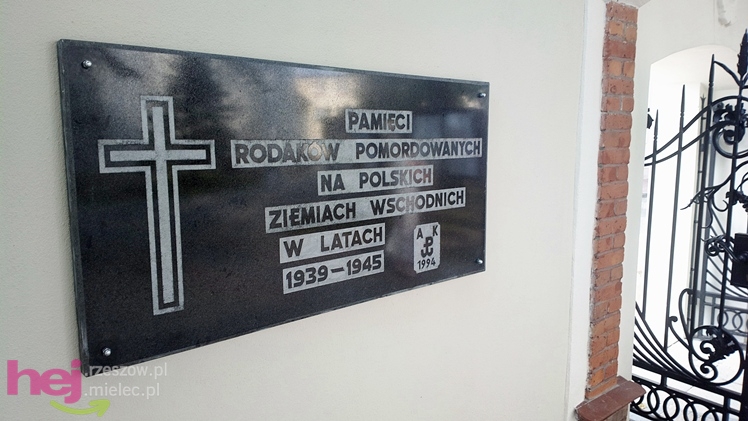 PAMIĘCI
RODAKÓW POMORDOWANYCH
NA POLSKICH
ZIEMIACH WSCHODNICH
W LATACH
1939-1945
A K
1994
hej.rzeszow.pl
.mielec.pl